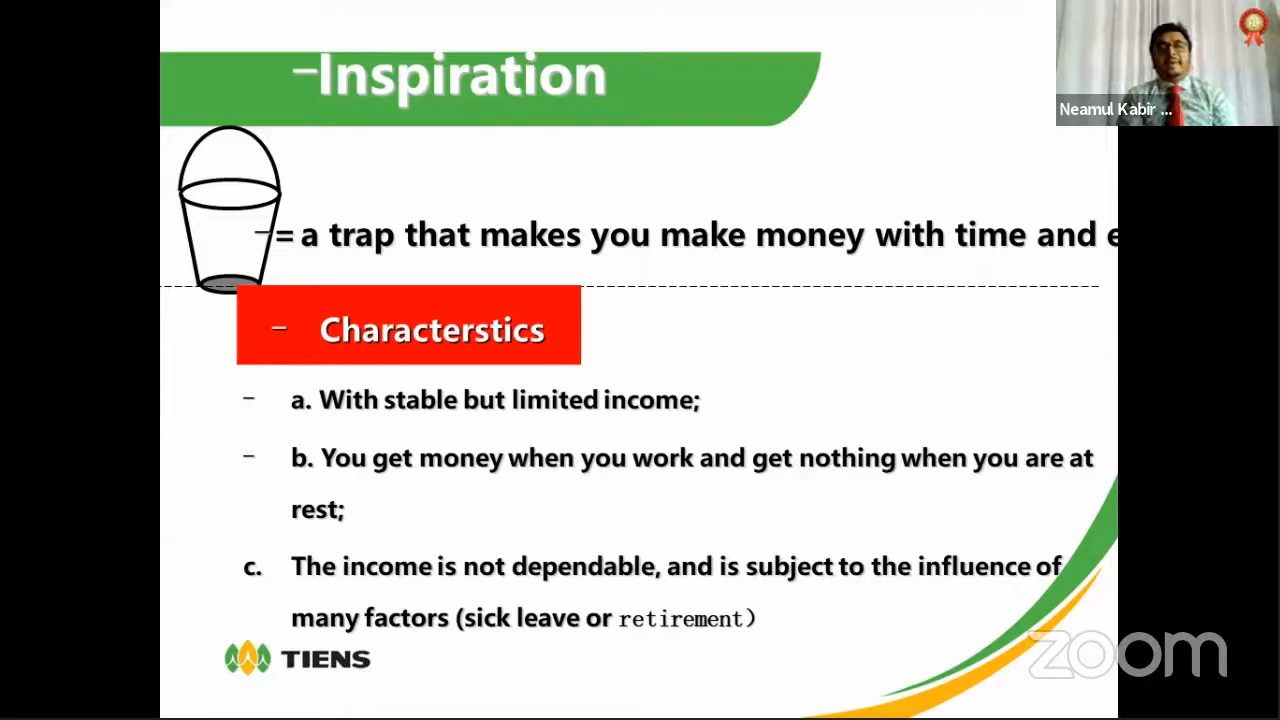 –Inspiration
Neamul Kabir ...
–= a trap that makes you make money with time and e
– Characterstics
– a. With stable but limited income;
– b. You get money when you work and get nothing when you are at
rest;
c. The income is not dependable, and is subject to the influence of
many factors (sick leave or retirement)
TIENS
zoom